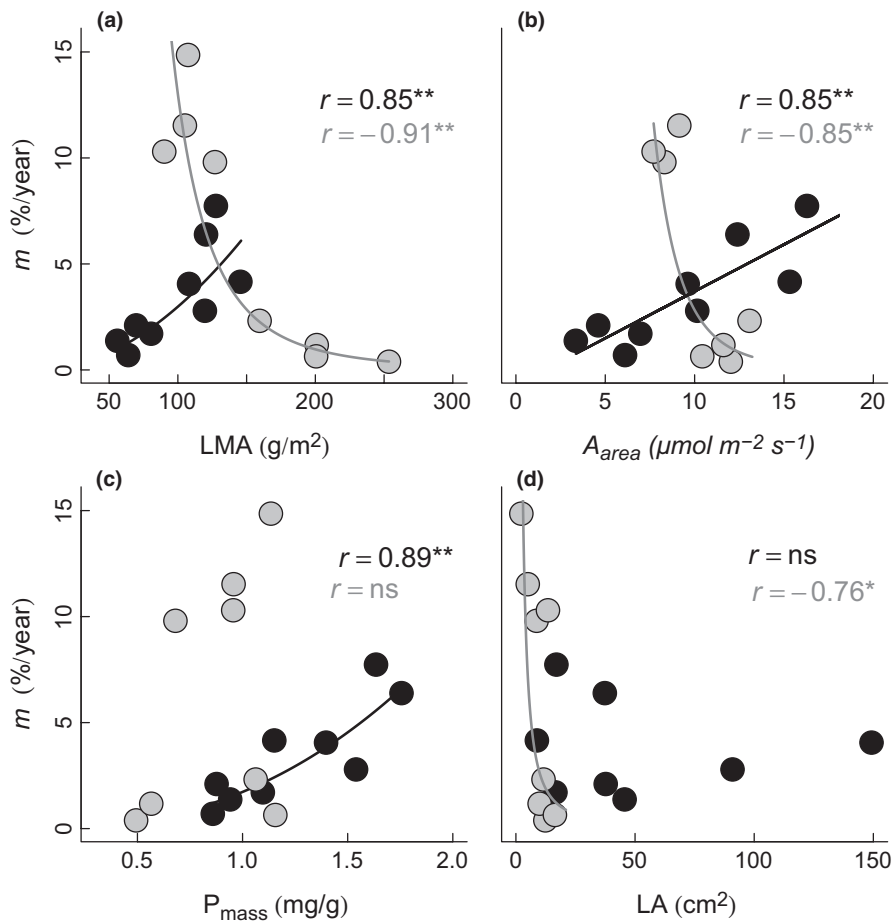 (a)
(b)
15
10
5
0
m (%/year)
r = 0.85**
r = −0.91**
r = 0.85**
r = −0.85**
50 100 200 300
0 5 10 15 20
LMA (g/m²)
A_area (μmol m⁻² s⁻¹)
(c)
(d)
15
10
5
0
m (%/year)
r = 0.89**
r = ns
r = ns
r = −0.76*
0.5 1.0 1.5 2.0
0 50 100 150
P_mass (mg/g)
LA (cm²)